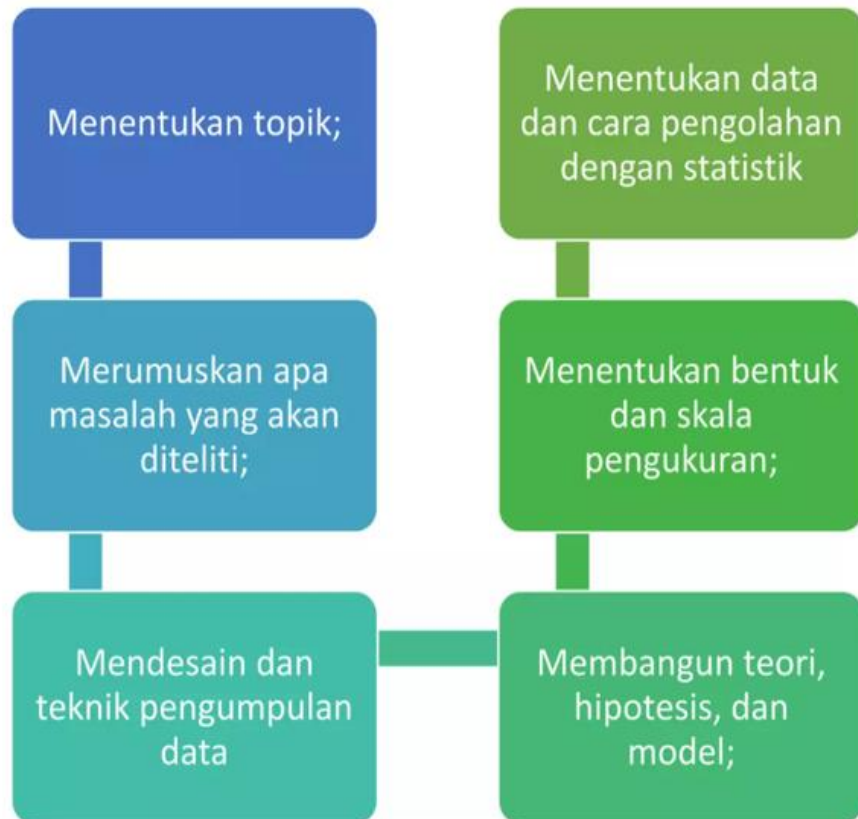 Menentukan topik;
Merumuskan apa
masalah yang akan
diteliti;
Mendesain dan
teknik pengumpulan
data
Membangun teori,
hipotesis, dan
model;
Menentukan bentuk
dan skala
pengukuran;
Menentukan data
dan cara pengolahan
dengan statistik